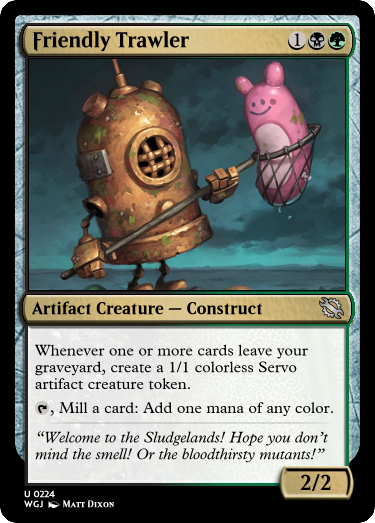 Friendly Trawler 1
Artifact Creature — Construct
Whenever one or more cards leave your
graveyard, create a 1/1 colorless Servo
artifact creature token.
, Mill a card: Add one mana of any color.
“Welcome to the Sludgelands! Hope you don’t
mind the smell! Or the bloodthirsty mutants!”
2/2
U 0224
WGJ Matt Dixon